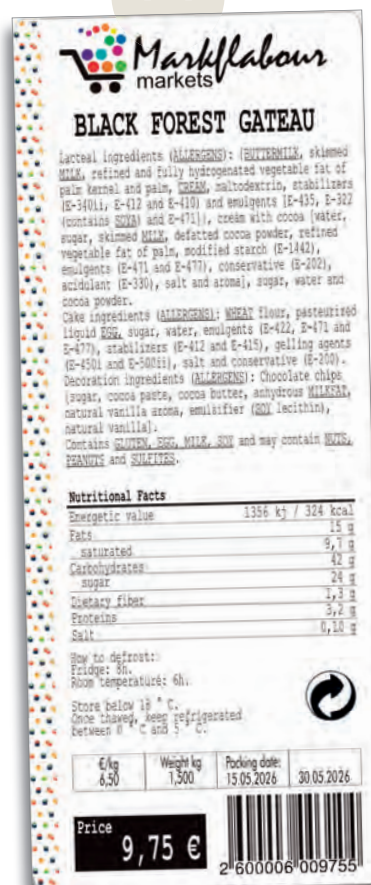 Markflabour
markets
BLACK FOREST GATEAU
Lacteal ingredients (ALLERGENS): (BUTTERMILK, skimmed
MILK, refined and fully hydrogenated vegetable fat of
palm kernel and palm, CREAM, maltodextrin, stabilizers
(E-340ii, E-412 and E-410) and emulgents [E-435, E-322
(contains SOYA) and E-471]), cream with cocoa [water,
sugar, skimmed MILK, defatted cocoa powder, refined
vegetable fat of palm, modified starch (E-1442),
emulgents (E-471 and E-477), conservative (E-202),
acidulant (E-330), salt and aroma], sugar, water and
cocoa powder.
Cake ingredients (ALLERGENS): WHEAT flour, pasteurized
liquid EGG, sugar, water, emulgents (E-422, E-471 and
E-477), stabilizers (E-412 and E-415), gelling agents
(E-450i and E-500ii), salt and conservative (E-200).
Decoration ingredients (ALLERGENS): Chocolate chips
[sugar, cocoa paste, cocoa butter, anhydrous MILKFAT,
natural vanilla aroma, emulsifier (SOY lecithin),
natural vanilla].
Contains GLUTEN, EGG, MILK, SOY and may contain NUTS,
PEANUTS and SULFITES.
Nutritional Facts
Energetic value 1356 kj / 324 kcal
Fats 15 g
saturated 9,7 g
Carbohydrates 42 g
sugar 24 g
Dietary fiber 1,3 g
Proteins 3,2 g
Salt 0,10 g
How to defrost:
Fridge: 8h.
Room temperature: 6h.
Store below 18 ° C.
Once thawed, keep refrigerated
between 0 ° C and 5 ° C.
€/kg Weight kg Packing date:
6,50 1,500 15.05.2026 30.05.2026
Price
9,75 €
2 600006 009755